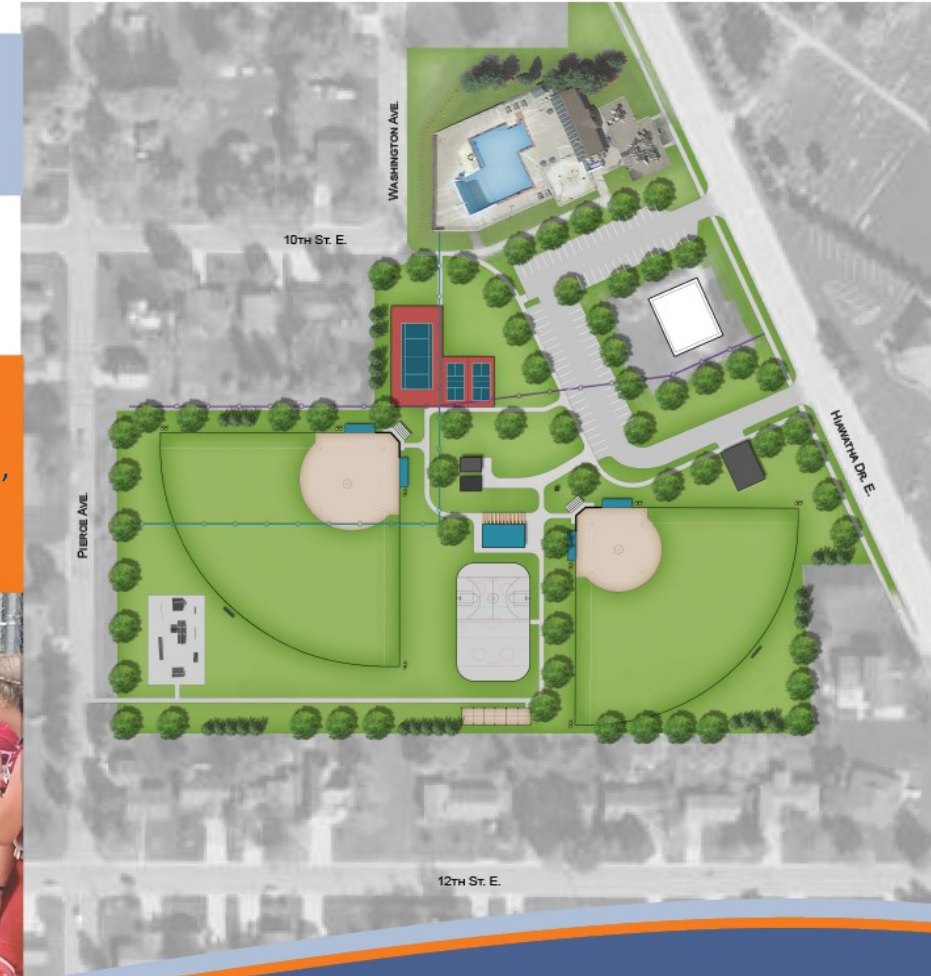 WASHINGTON AVE.
10TH ST. E.
HIAWATHA DR. E.
PIERCE AVE.
,
12TH ST. E.